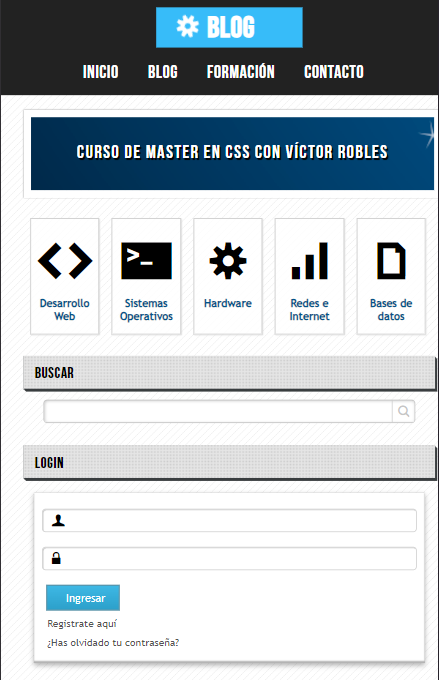 BLOG
INICIO BLOG FORMACIÓN CONTACTO
CURSO DE MASTER EN CSS CON VÍCTOR ROBLES
Desarrollo Web
Sistemas Operativos
Hardware
Redes e Internet
Bases de datos
BUSCAR
LOGIN
Ingresar
Registrate aquí
¿Has olvidado tu contraseña?